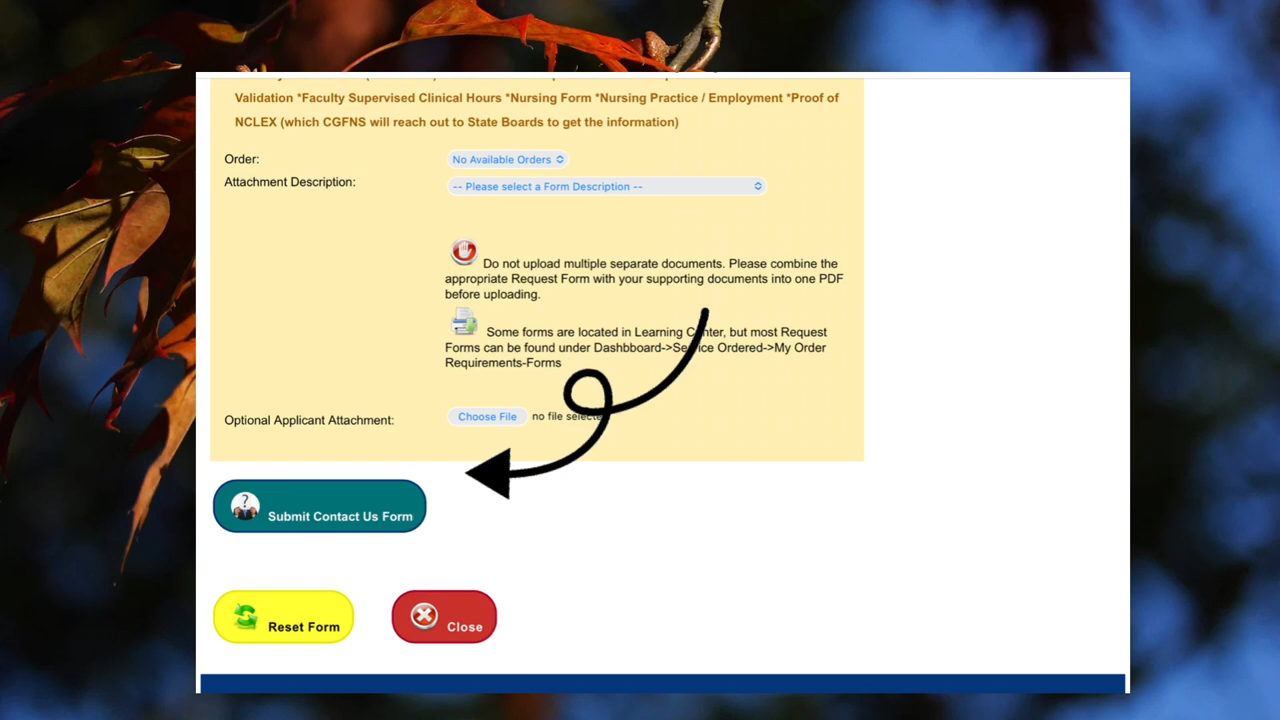 Validation *Faculty Supervised Clinical Hours *Nursing Form *Nursing Practice / Employment *Proof of
NCLEX (which CGFNS will reach out to State Boards to get the information)
Order:
No Available Orders
Attachment Description:
-- Please select a Form Description --
Do not upload multiple separate documents. Please combine the
appropriate Request Form with your supporting documents into one PDF
before uploading.
Some forms are located in Learning Center, but most Request
Forms can be found under Dashbboard->Service Ordered->My Order
Requirements-Forms
Optional Applicant Attachment:
Choose File no file selected
Submit Contact Us Form
Reset Form
Close